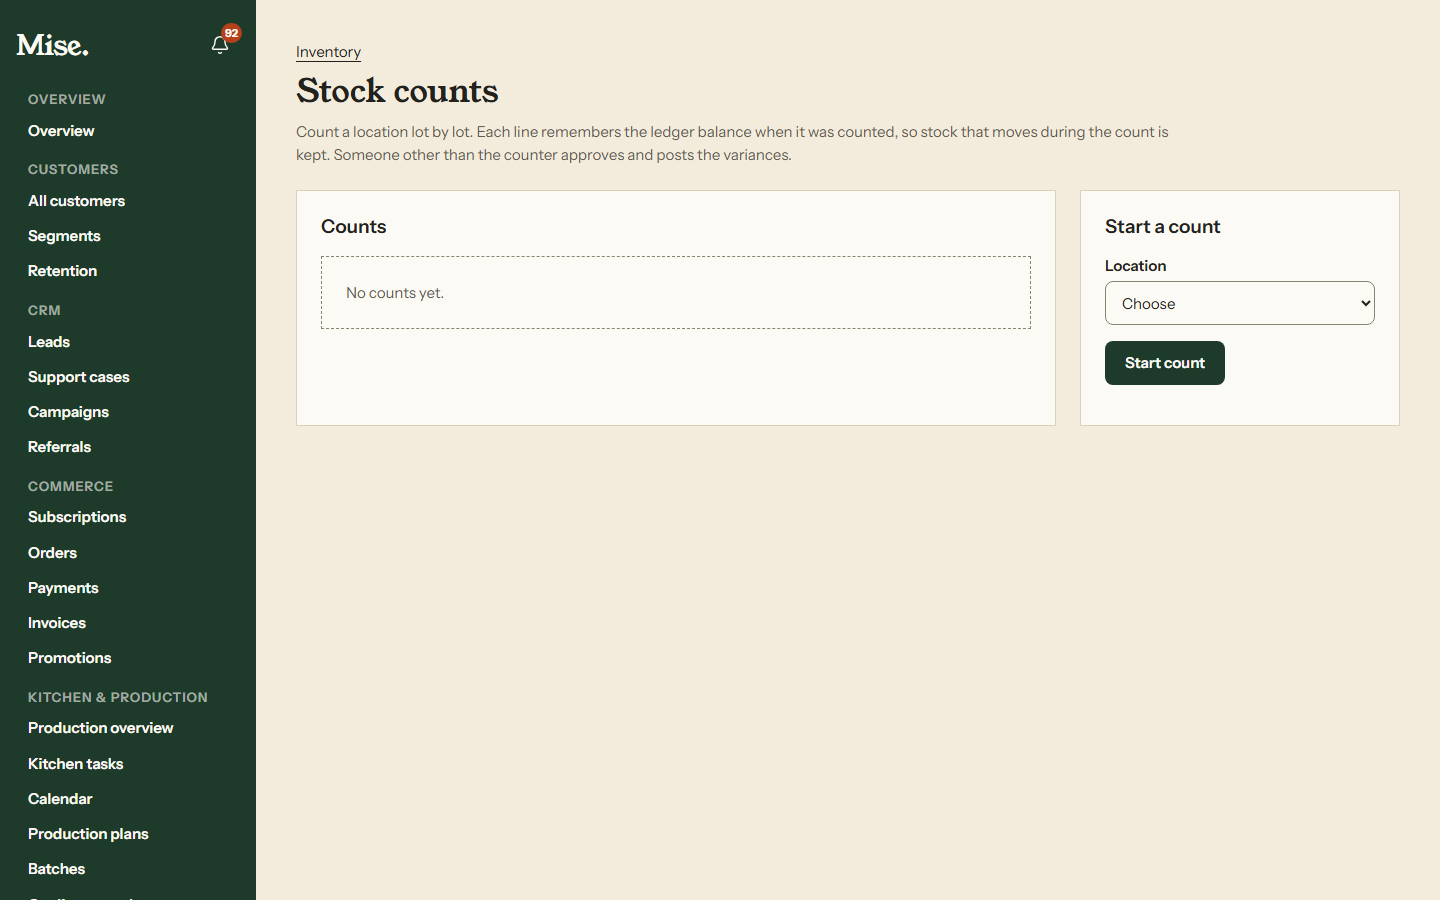 Mise.
92
OVERVIEW
Overview
CUSTOMERS
All customers
Segments
Retention
CRM
Leads
Support cases
Campaigns
Referrals
COMMERCE
Subscriptions
Orders
Payments
Invoices
Promotions
KITCHEN & PRODUCTION
Production overview
Kitchen tasks
Calendar
Production plans
Batches
Inventory
Stock counts
Count a location lot by lot. Each line remembers the ledger balance when it was counted, so stock that moves during the count is
kept. Someone other than the counter approves and posts the variances.
Counts
No counts yet.
Start a count
Location
Choose
Start count